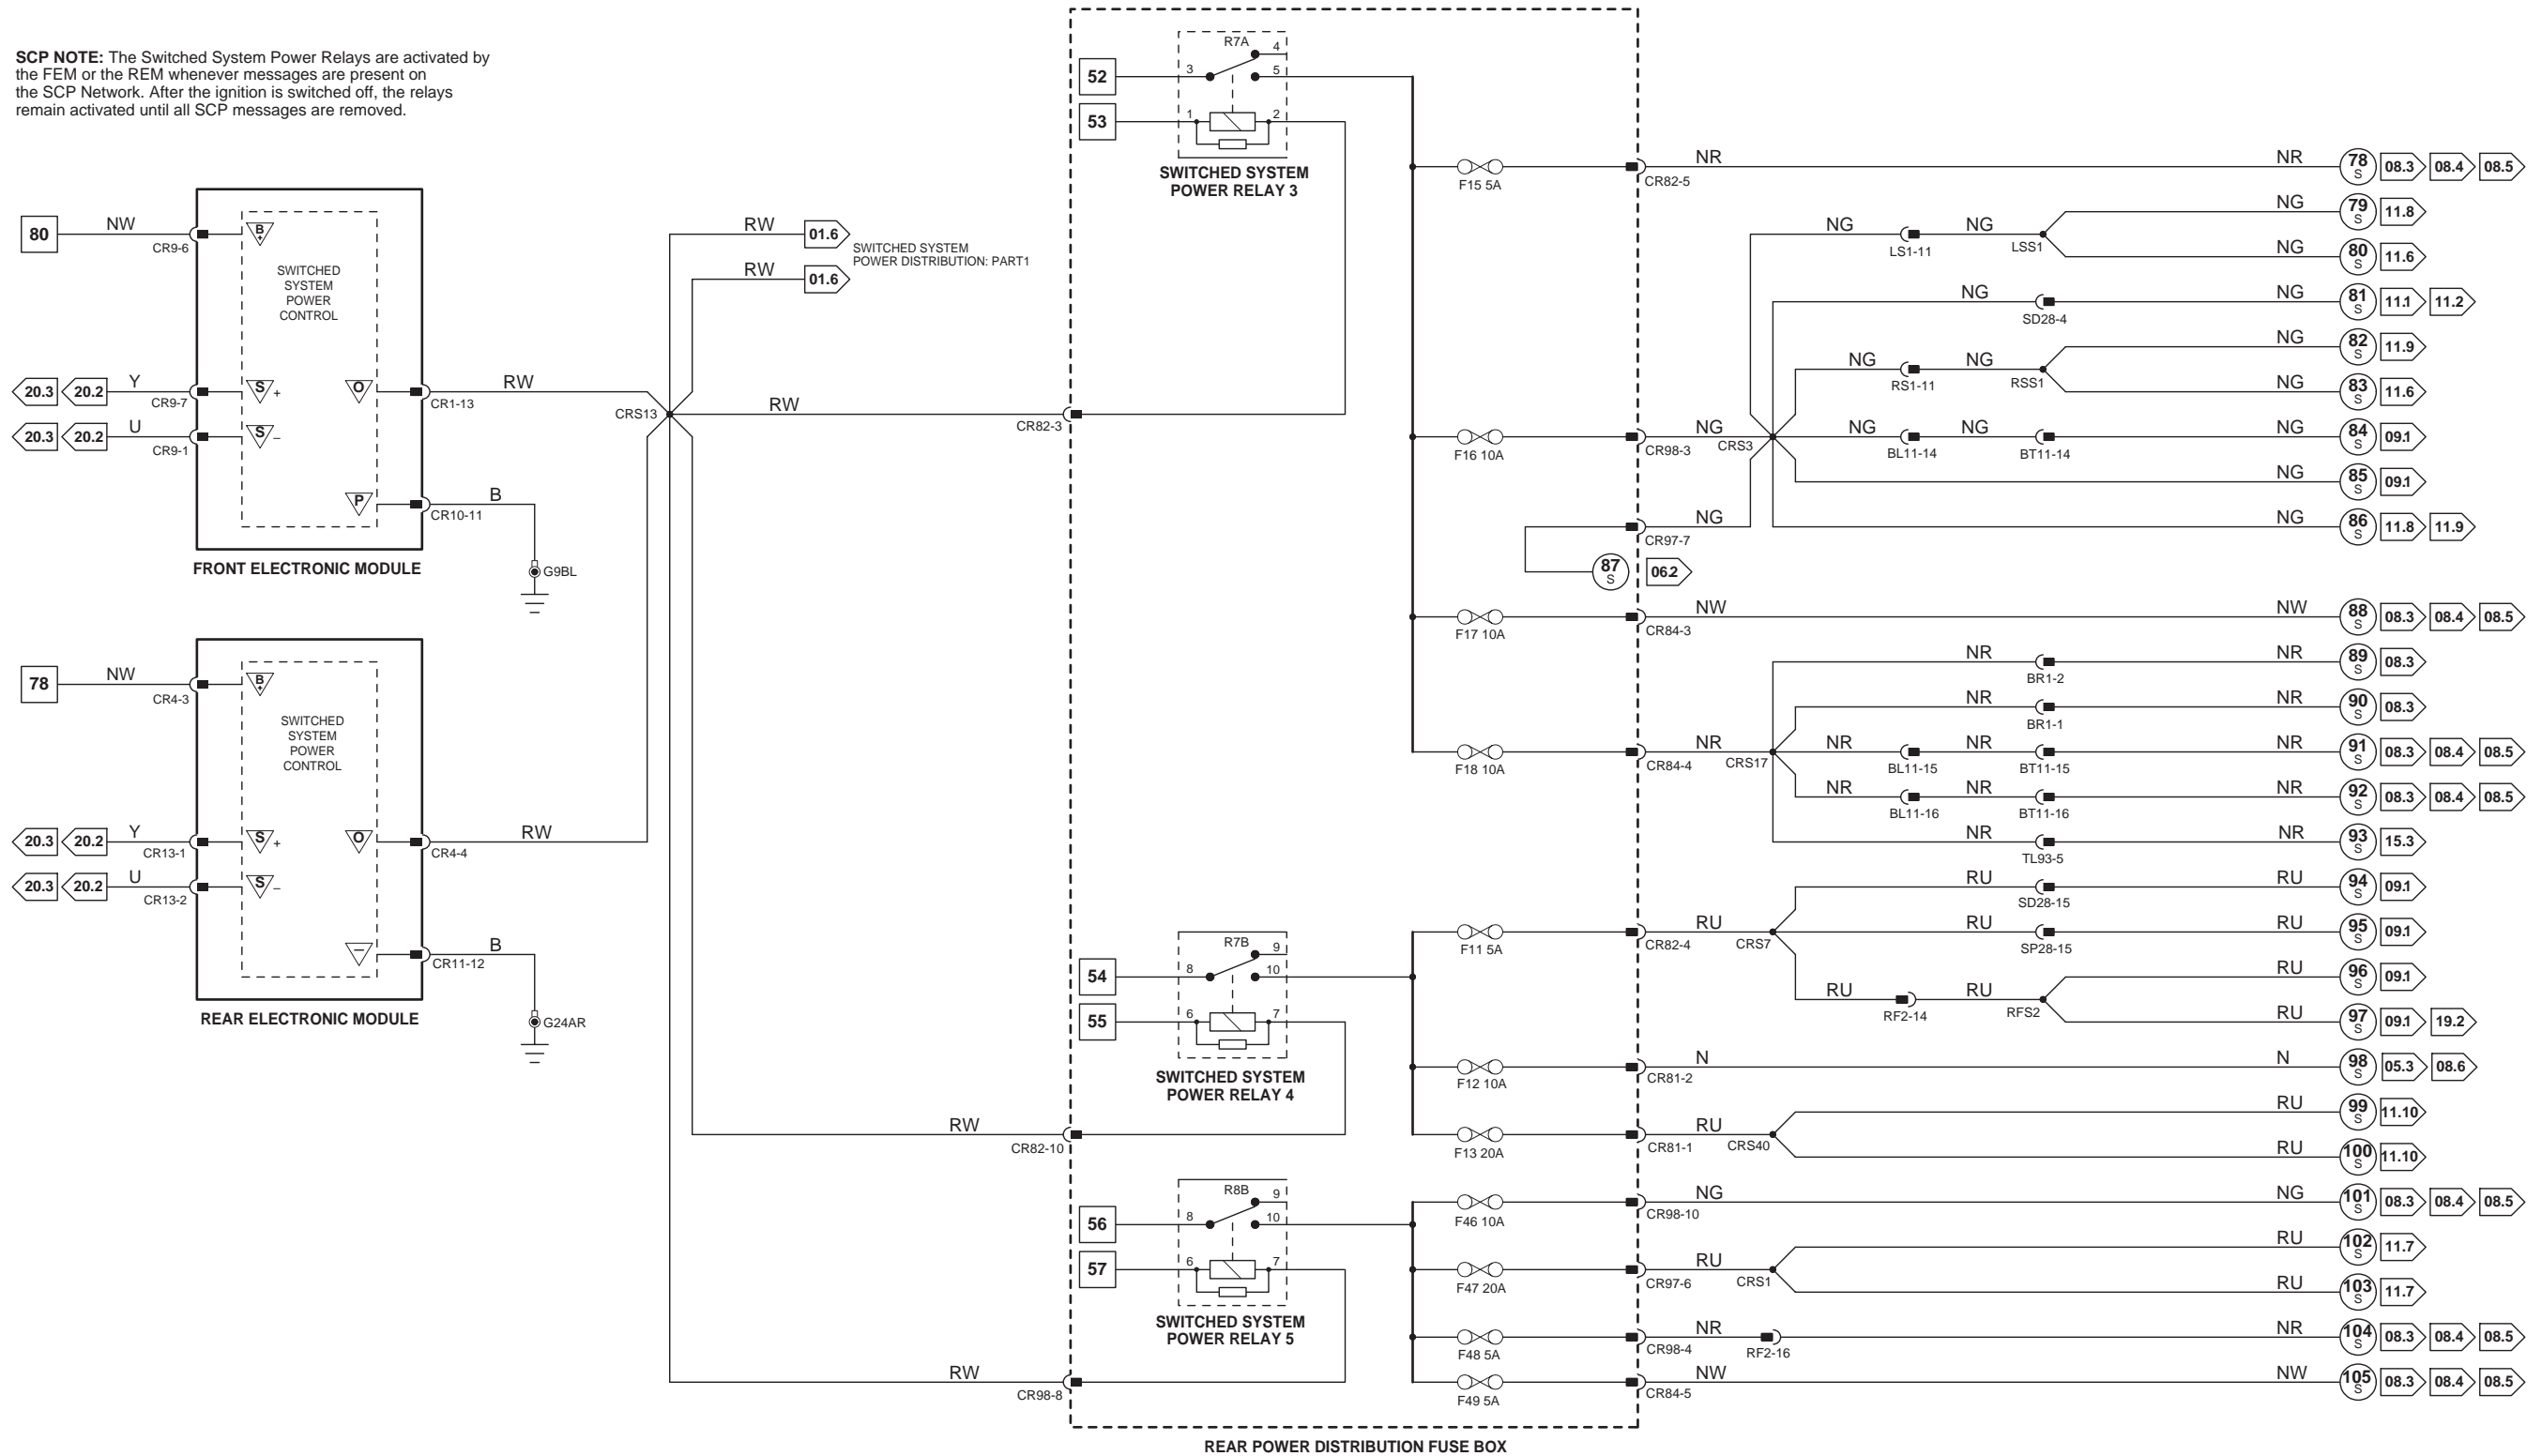 SCP NOTE: The Switched System Power Relays are activated by
the FEM or the REM whenever messages are present on
the SCP Network. After the ignition is switched off, the relays
remain activated until all SCP messages are removed.
80 NW CR9-6 B+
SWITCHED
SYSTEM
POWER
CONTROL
20.3 20.2 Y CR9-7 S + O CR1-13 RW
20.3 20.2 U CR9-1 S –
P CR10-11 B
G9BL
FRONT ELECTRONIC MODULE
78 NW CR4-3 B+
SWITCHED
SYSTEM
POWER
CONTROL
20.3 20.2 Y CR13-1 S + O CR4-4 RW
20.3 20.2 U CR13-2 S –
– CR11-12 B
G24AR
REAR ELECTRONIC MODULE
RW 01.6
RW 01.6
SWITCHED SYSTEM
POWER DISTRIBUTION: PART1
CRS13 RW CR82-3
RW CR82-10
RW CR98-8
R7A 4
52 3 5
53 1 2
SWITCHED SYSTEM
POWER RELAY 3
R7B 9
54 8 10
55 6 7
SWITCHED SYSTEM
POWER RELAY 4
R8B 9
56 8 10
57 6 7
SWITCHED SYSTEM
POWER RELAY 5
F15 5A CR82-5 NR NR 78 S 08.3 08.4 08.5
NG LS1-11 NG LSS1 NG 79 S 11.8
NG 80 S 11.6
NG SD28-4 NG 81 S 11.1 11.2
NG RS1-11 NG RSS1 NG 82 S 11.9
NG 83 S 11.6
F16 10A CR98-3 NG CRS3 NG BL11-14 NG BT11-14 NG 84 S 09.1
NG 85 S 09.1
CR97-7 NG NG 86 S 11.8 11.9
87 S 06.2
F17 10A CR84-3 NW NW 88 S 08.3 08.4 08.5
NR BR1-2 NR 89 S 08.3
NR BR1-1 NR 90 S 08.3
F18 10A CR84-4 NR CRS17 NR BL11-15 NR BT11-15 NR 91 S 08.3 08.4 08.5
NR BL11-16 NR BT11-16 NR 92 S 08.3 08.4 08.5
NR TL93-5 NR 93 S 15.3
RU SD28-15 RU 94 S 09.1
F11 5A CR82-4 RU CRS7 RU SP28-15 RU 95 S 09.1
RU 96 S 09.1
RU RF2-14 RU RFS2 RU 97 S 09.1 19.2
F12 10A CR81-2 N N 98 S 05.3 08.6
RU 99 S 11.10
F13 20A CR81-1 RU CRS40 RU 100 S 11.10
F46 10A CR98-10 NG NG 101 S 08.3 08.4 08.5
RU 102 S 11.7
F47 20A CR97-6 RU CRS1 RU 103 S 11.7
F48 5A CR98-4 NR RF2-16 NR 104 S 08.3 08.4 08.5
F49 5A CR84-5 NW NW 105 S 08.3 08.4 08.5
REAR POWER DISTRIBUTION FUSE BOX